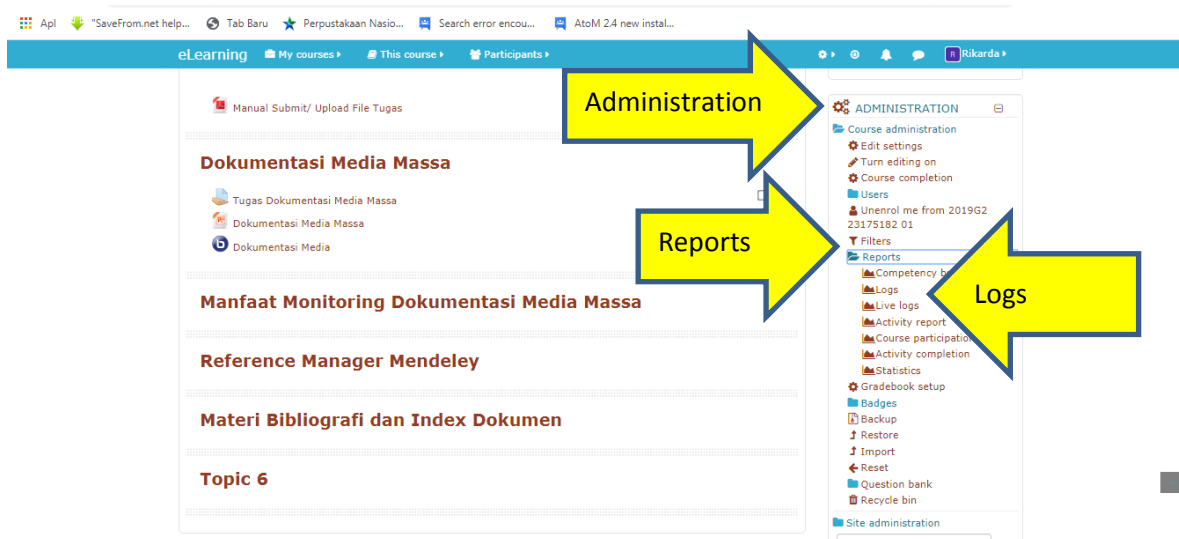 Apl "SaveFrom.net help... Tab Baru Perpustakaan Nasio... Search error encou... AtoM 2.4 new instal...
eLearning My courses This course Participants Rikarda
Manual Submit/ Upload File Tugas
Dokumentasi Media Massa
Tugas Dokumentasi Media Massa
Dokumentasi Media Massa
Dokumentasi Media
Manfaat Monitoring Dokumentasi Media Massa
Reference Manager Mendeley
Materi Bibliografi dan Index Dokumen
Topic 6
Administration
Reports
Logs
ADMINISTRATION
Course administration
Edit settings
Turn editing on
Course completion
Users
Unenrol me from 2019G2
23175182 01
Filters
Reports
Competency
Logs
Live logs
Activity report
Course participation
Activity completion
Statistics
Gradebook setup
Badges
Backup
Restore
Import
Reset
Question bank
Recycle bin
Site administration